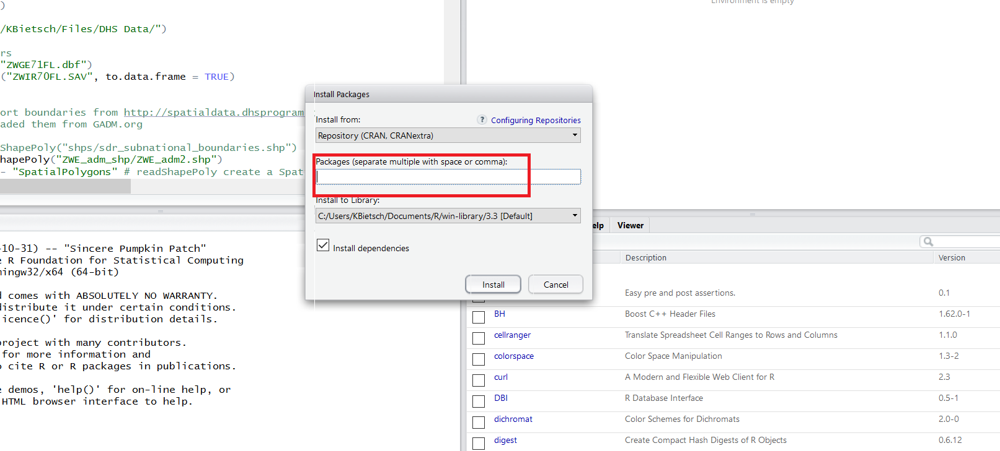 )
/KBietsch/Files/DHS Data/")
rs
"ZWGE71FL.dbf")
("ZWIR70FL.SAV", to.data.frame = TRUE)
ort boundaries from http://spatialdata.dhsprogram
aded them from GADM.org
ShapePoly("shps/sdr_subnational_boundaries.shp")
hapePoly("ZWE_adm_shp/ZWE_adm2.shp")
- "SpatialPolygons" # readShapePoly create a Spat
-10-31) -- "Sincere Pumpkin Patch"
e R Foundation for Statistical Computing
mingw32/x64 (64-bit)
d comes with ABSOLUTELY NO WARRANTY.
distribute it under certain conditions.
icence()' for distribution details.
project with many contributors.
for more information and
o cite R or R packages in publications.
e demos, 'help()' for on-line help, or
HTML browser interface to help.
Install Packages
Install from:
? Configuring Repositories
Repository (CRAN, CRANextra)
Packages (separate multiple with space or comma):
Install to Library:
C:/Users/KBietsch/Documents/R/win-library/3.3 [Default]
Install dependencies
Install Cancel
Environment is empty
elp Viewer
Description Version
Easy pre and post assertions. 0.1
BH Boost C++ Header Files 1.62.0-1
cellranger Translate Spreadsheet Cell Ranges to Rows and Columns 1.1.0
colorspace Color Space Manipulation 1.3-2
curl A Modern and Flexible Web Client for R 2.3
DBI R Database Interface 0.5-1
dichromat Color Schemes for Dichromats 2.0-0
digest Create Compact Hash Digests of R Objects 0.6.12